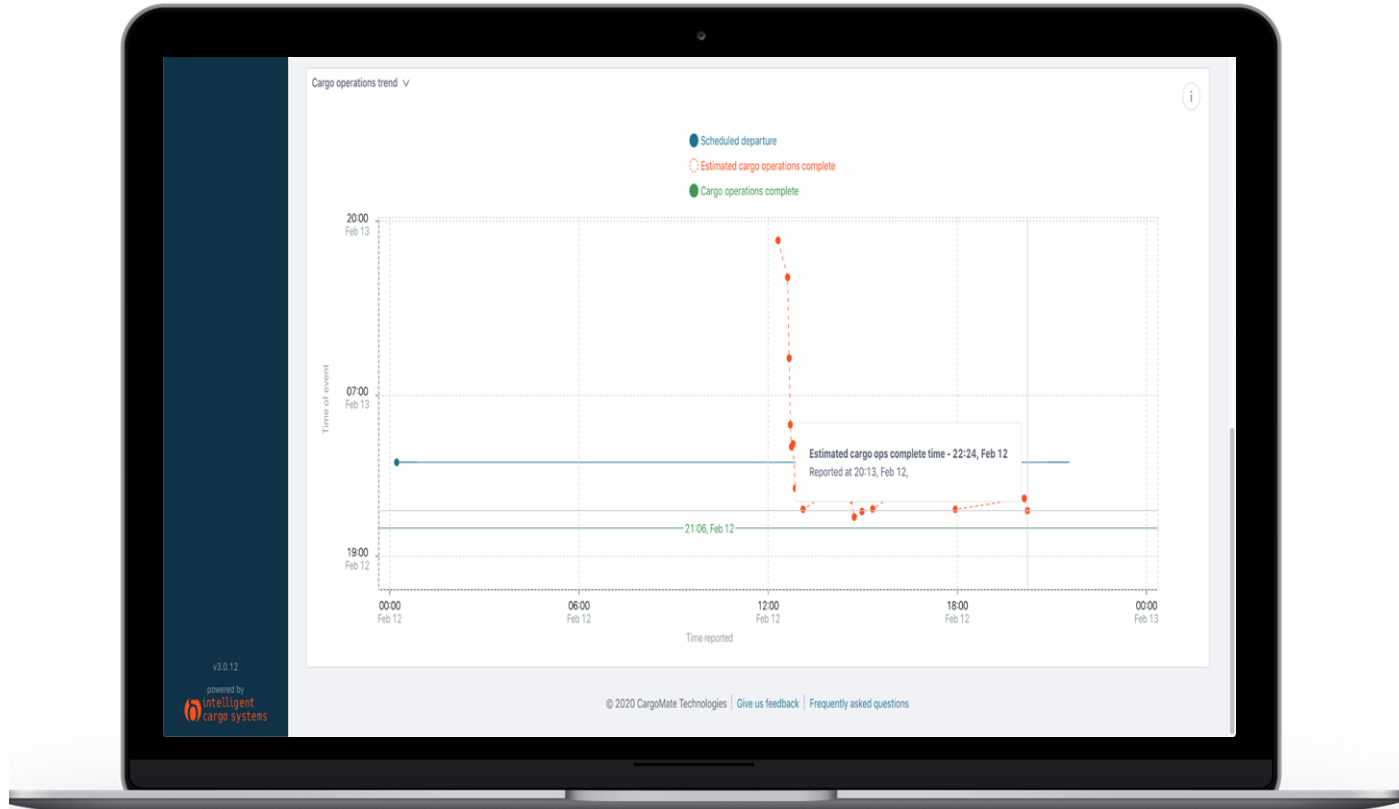 Cargo operations trend
i
Scheduled departure
Estimated cargo operations complete
Cargo operations complete
20:00
Feb 13
07:00
Feb 13
Time of event
Estimated cargo ops complete time - 22:24, Feb 12
Reported at 20:13, Feb 12,
21:06, Feb 12
19:00
Feb 12
00:00
Feb 12
06:00
Feb 12
12:00
Feb 12
18:00
Feb 12
00:00
Feb 13
Time reported
v3.0.12
powered by
intelligent
cargo systems
© 2020 CargoMate Technologies | Give us feedback | Frequently asked questions